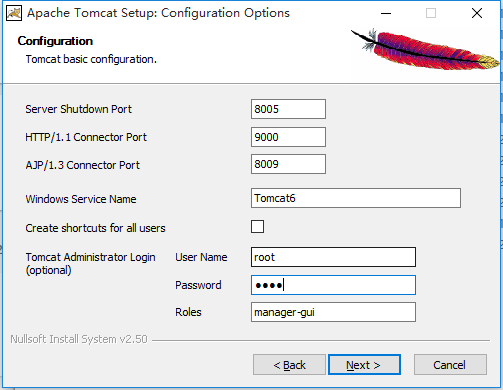 Apache Tomcat Setup: Configuration Options
Configuration
Tomcat basic configuration.
Server Shutdown Port 8005
HTTP/1.1 Connector Port 9000
AJP/1.3 Connector Port 8009
Windows Service Name Tomcat6
Create shortcuts for all users
Tomcat Administrator Login (optional) User Name root
Password ●●●●
Roles manager-gui
Nullsoft Install System v2.50
< Back Next > Cancel